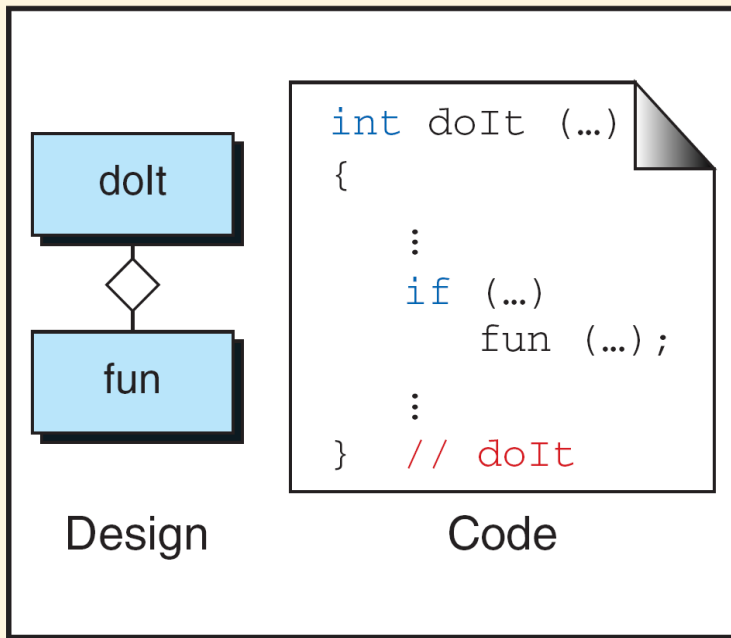 doIt
fun
Design
int doIt (…)
{
⋮
if (…)
fun (…);
⋮
} // doIt
Code